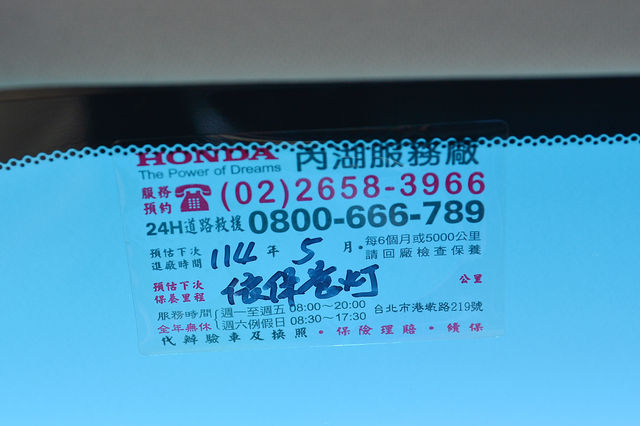 HONDA 內湖服務廠
The Power of Dreams
服務預約 (02)2658-3966
24H道路救援 0800-666-789
預估下次進廠時間 114 年 5 月 • 每6個月或5000公里請回廠檢查保養
預估下次保養里程 依保養灯 公里
服務時間 週一至週五 08:00～20:00 台北市港墘路219號
全年無休 週六例假日 08:30～17:30
代辦驗車及換照 • 保險理賠 • 續保